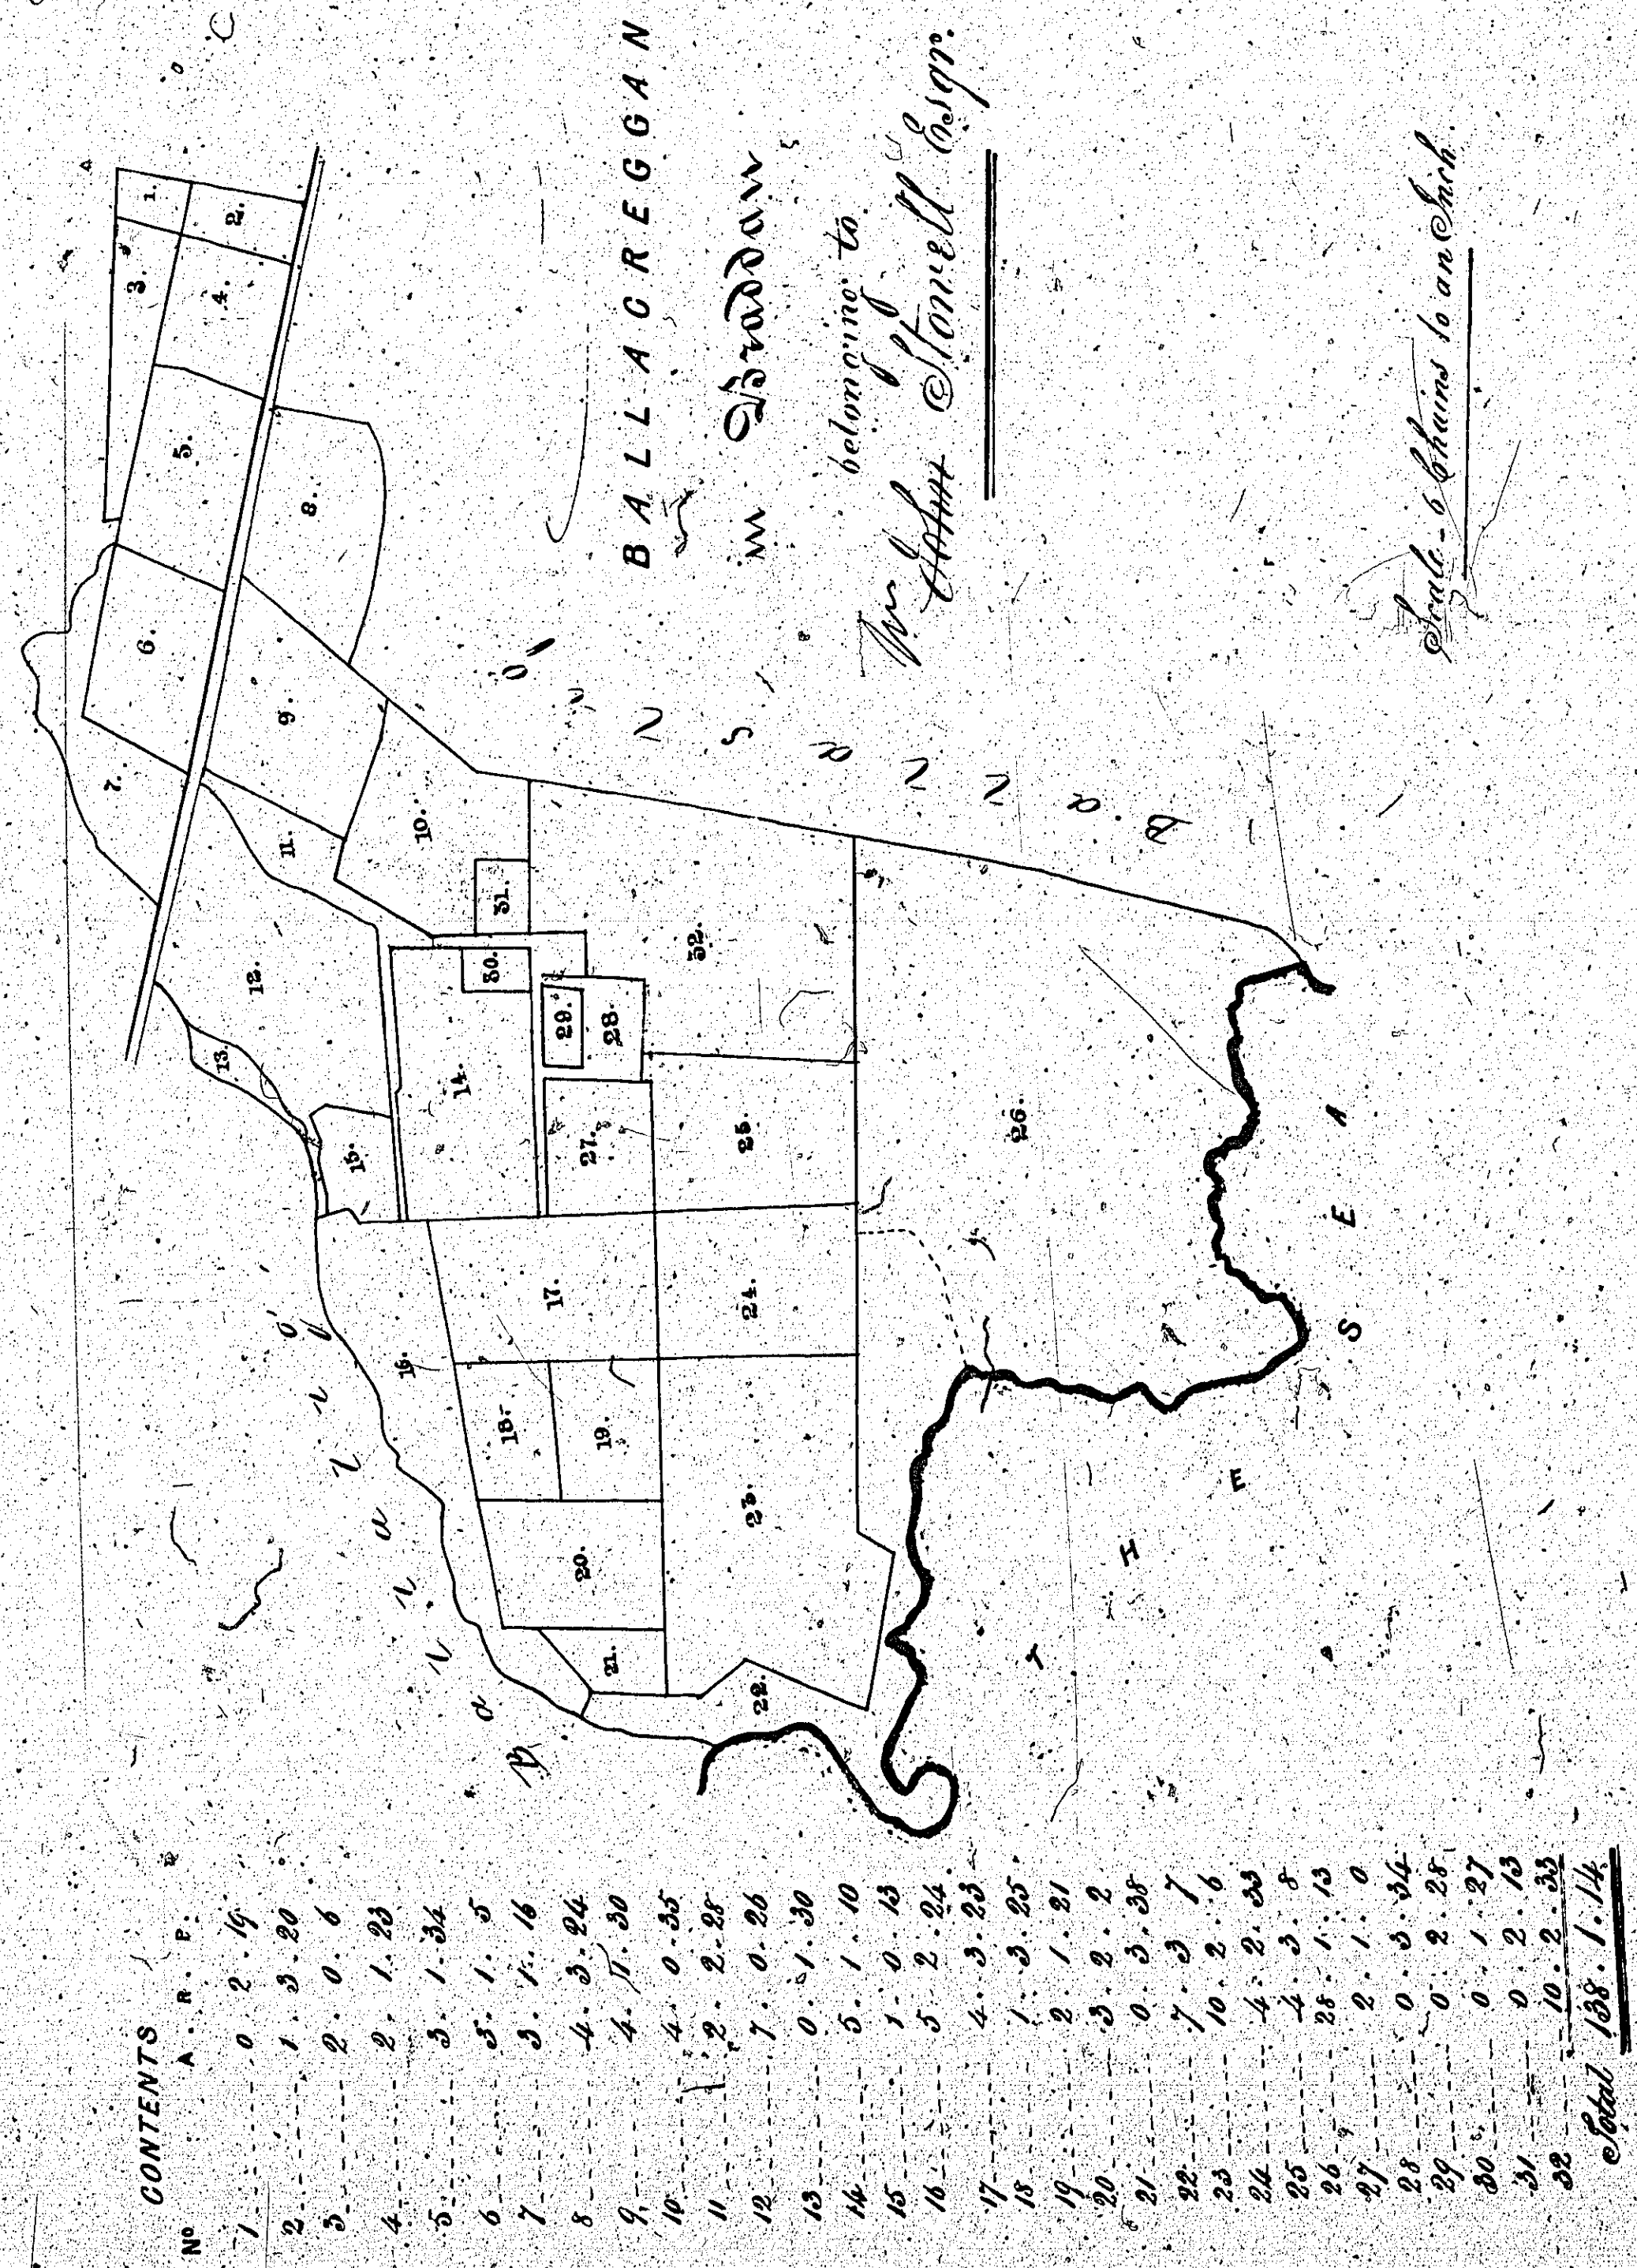 BALLACREGGAN
in Braddan
belonging to
Wm John Stowell Esqr.
Scale - 6 Chains to an Inch.
CONTENTS
No A. R. P.
1 0 2. 19
2 1. 3. 20
3 2 0. 6
4 2. 1. 23
5 3. 1. 34
6 3. 1. 5
7 3. 1. 16
8 4. 3. 24
9 4. 1. 30
10 4. 0. 35
11 2. 2. 28
12 7. 0. 26
13 0. 1. 30
14 5. 1. 10
15 1. 0. 13
16 5 2. 24.
17 4. 3. 23
18 1. 3. 25.
19 2. 1. 21
20 3. 2. 2
21 0. 3. 38
22 7. 3 7
23 10. 2. 6
24 4. 2. 33
25 4. 3. 8
26 28. 1. 13
27 2. 1. 0
28 0. 3. 34
29 0. 2. 28
30 0. 1. 27
31 0. 2. 13
32 10. 2. 33
Total 138. 1. 14.
1.
2.
3.
4.
5.
6.
7.
8.
9.
10.
11.
12.
13.
14.
15.
16.
17.
18.
19.
20.
21.
22.
23.
24.
25.
26.
27.
28.
29.
30.
31.
32.
THE SEA